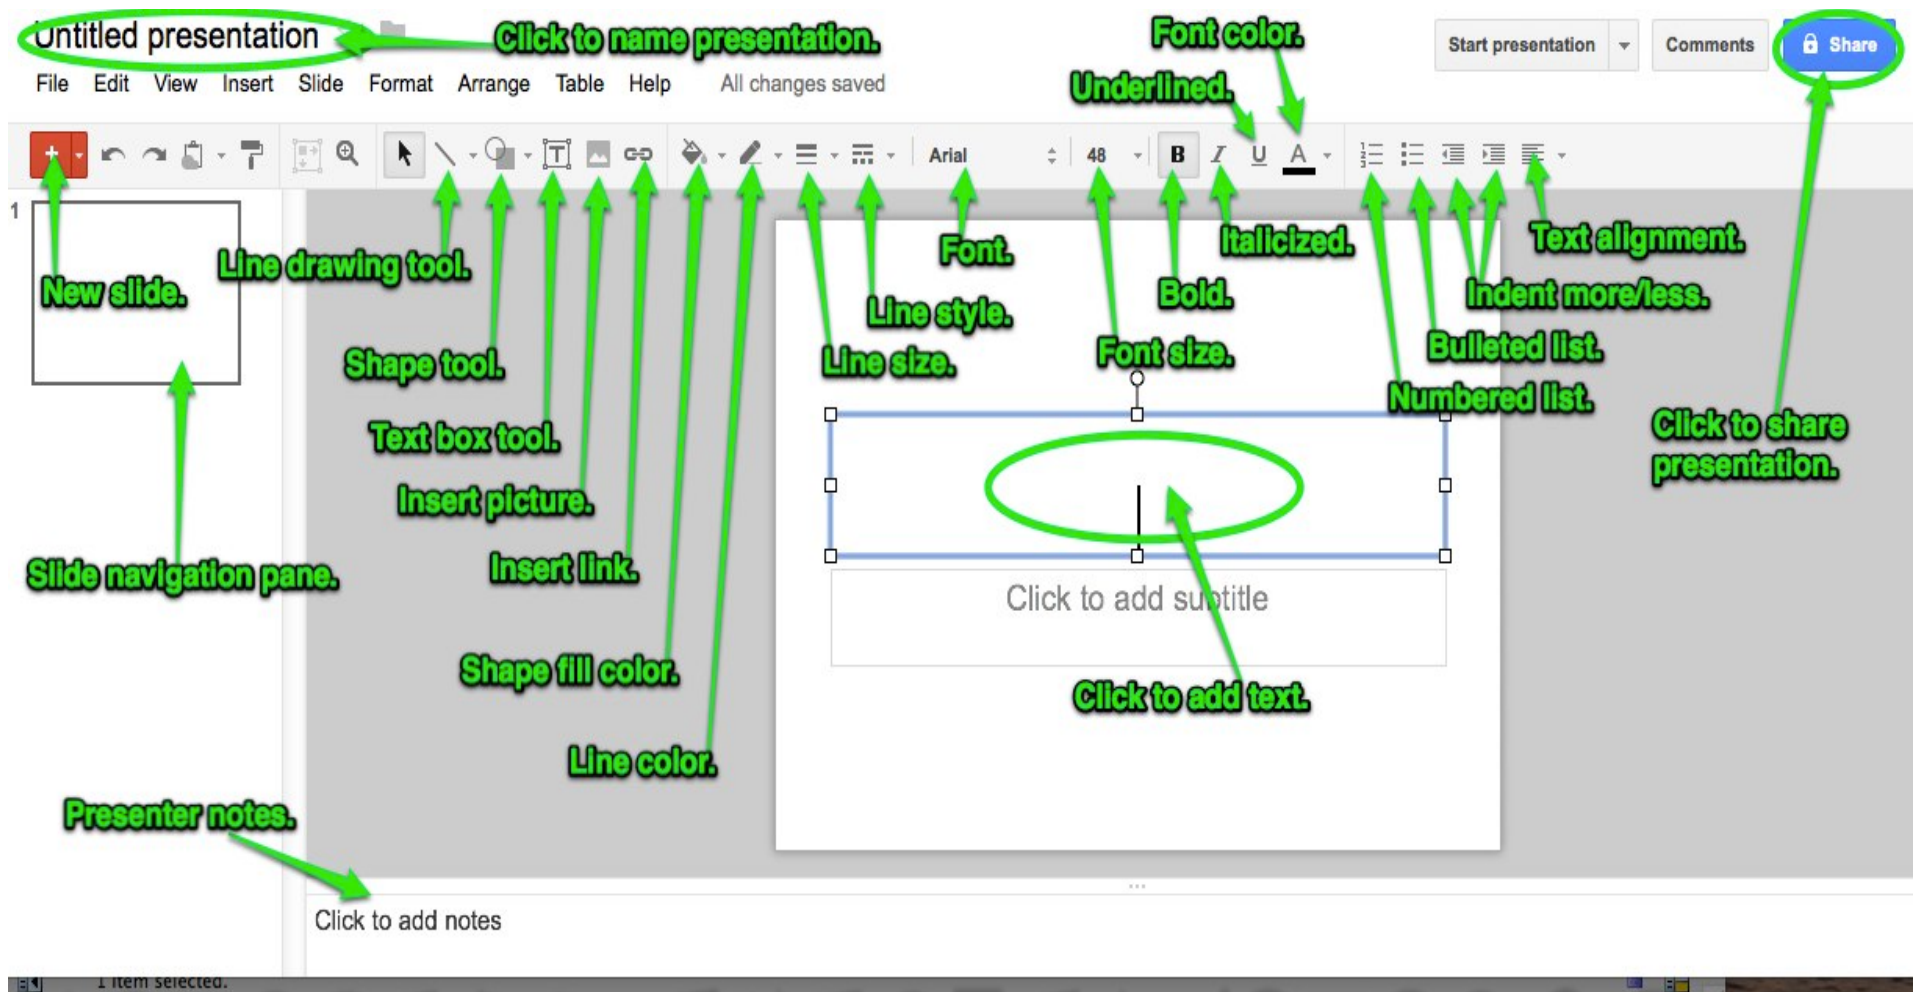 Untitled presentation
Click to name presentation.
Font color.
Start presentation
Comments
Share
File Edit View Insert Slide Format Arrange Table Help All changes saved
Underlined.
Arial
48
B
I
U
A
1
New slide.
Line drawing tool.
Font.
Italicized.
Text alignment.
Bold.
Indent more/less.
Line style.
Shape tool.
Line size.
Font size.
Bulleted list.
Numbered list.
Text box tool.
Click to share
presentation.
Insert picture.
Slide navigation pane.
Insert link.
Click to add subtitle
Shape fill color.
Click to add text.
Line color.
Presenter notes.
Click to add notes
1 item selected.